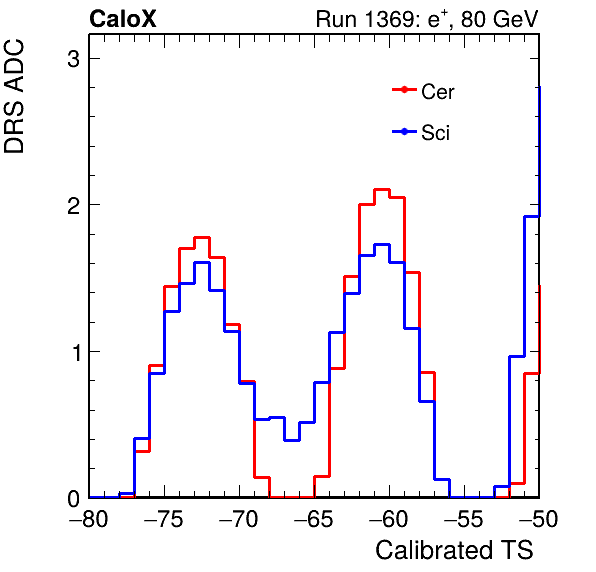 CaloX Run 1369: e⁺, 80 GeV
DRS ADC
3
Cer
Sci
2
1
0
−80 −75 −70 −65 −60 −55 −50
Calibrated TS